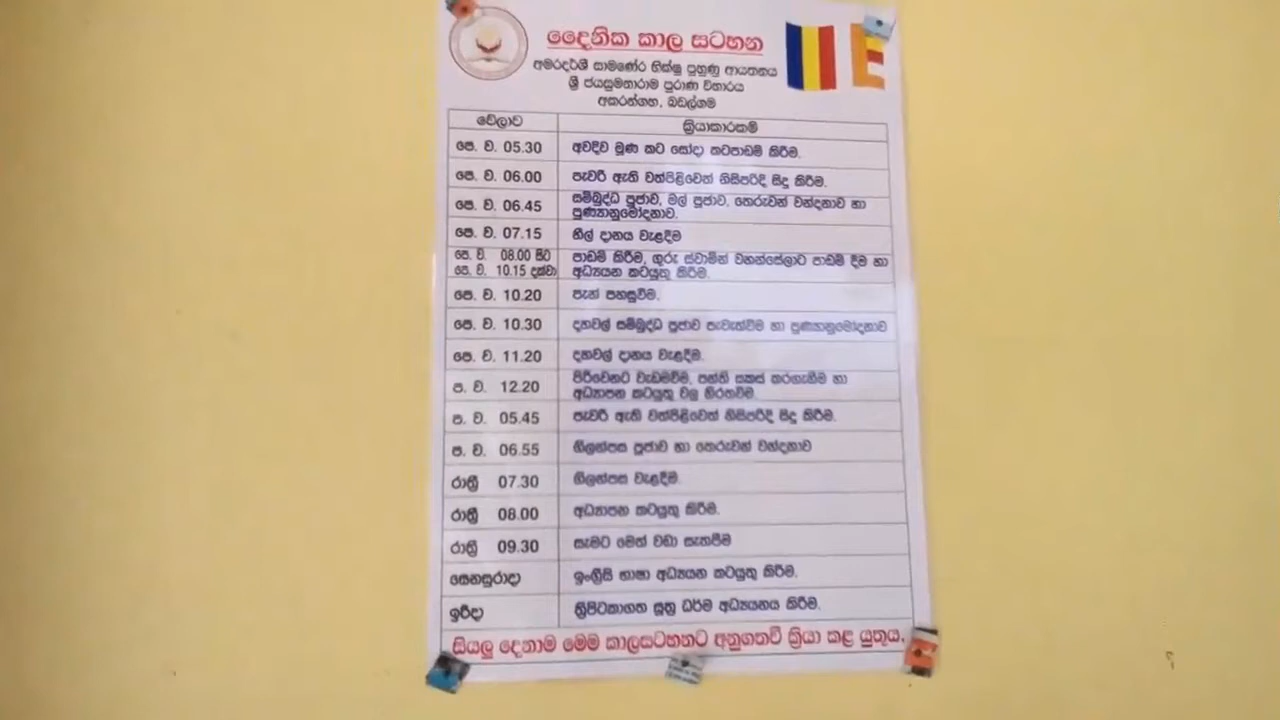 දෛනික කාල සටහන
අමරදර්ශී සාමණේර භික්ෂු පුහුණු ආයතනය
ශ්‍රී ජයසුමනාරාම පුරාණ විහාරය
අකරන්ගහ, බඩල්ගම
වේලාව ක්‍රියාකාරකම්
පෙ. ව. 05.30 අවදිව මූණ කට සෝදා කටපාඩම් කිරීම.
පෙ. ව. 06.00 පැවරී ඇති වත්පිළිවෙත් නිසිපරිදි සිදු කිරීම.
පෙ. ව. 06.45 සම්බුද්ධ පූජාව, මල් පූජාව, තෙරුවන් වන්දනාව හා
පුණ්‍යානුමෝදනාව.
පෙ. ව. 07.15 හීල් දානය වැළඳීම
පෙ. ව. 08.00 සිට පාඩම් කිරීම, ගුරු ස්වාමීන් වහන්සේලාට පාඩම් දීම හා
පෙ. ව. 10.15 දක්වා අධ්‍යයන කටයුතු කිරීම.
පෙ. ව. 10.20 පැන් පහසුවීම.
පෙ. ව. 10.30 දහවල් සම්බුද්ධ පූජාව පැවැත්වීම හා පුණ්‍යානුමෝදනාව
පෙ. ව. 11.20 දහවල් දානය වැළඳීම.
ප. ව. 12.20 පිරිවෙනට වැඩමවීම, පන්ති සකස් කරගැනීම හා
අධ්‍යාපන කටයුතු වල නිරතවීම.
ප. ව. 05.45 පැවරී ඇති වත්පිළිවෙත් නිසිපරිදි සිදු කිරීම.
ප. ව. 06.55 ගිලන්පස පූජාව හා තෙරුවන් වන්දනාව
රාත්‍රී 07.30 ගිලන්පස වැළඳීම.
රාත්‍රී 08.00 අධ්‍යාපන කටයුතු කිරීම.
රාත්‍රී 09.30 සැමට මෙත් වඩා සැතපීම
සෙනසුරාදා ඉංග්‍රීසි භාෂා අධ්‍යයන කටයුතු කිරීම.
ඉරිදා ත්‍රිපිටකාගත සූත්‍ර ධර්ම අධ්‍යයනය කිරීම.
සියලු දෙනාම මෙම කාලසටහනට අනුගතවී ක්‍රියා කළ යුතුය.